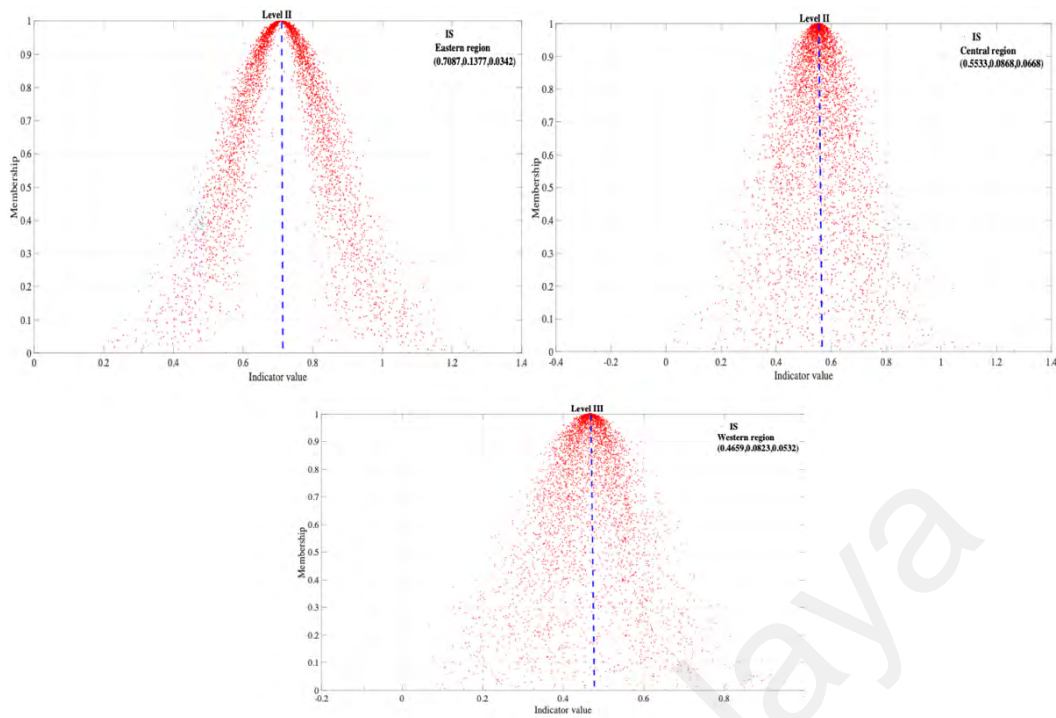 Level II
IS
Eastern region
(0.7087,0.1377,0.0342)
Membership
1
0.9
0.8
0.7
0.6
0.5
0.4
0.3
0.2
0.1
0
0 0.2 0.4 0.6 0.8 1 1.2 1.4
Indicator value
Level II
IS
Central region
(0.5533,0.0868,0.0668)
Membership
1
0.9
0.8
0.7
0.6
0.5
0.4
0.3
0.2
0.1
0
-0.4 -0.2 0 0.2 0.4 0.6 0.8 1 1.2 1.4
Indicator value
Level III
IS
Western region
(0.4659,0.0823,0.0532)
Membership
1
0.9
0.8
0.7
0.6
0.5
0.4
0.3
0.2
0.1
0
0.2 0 0.2 0.4 0.6 0.8
Indicator value
laya